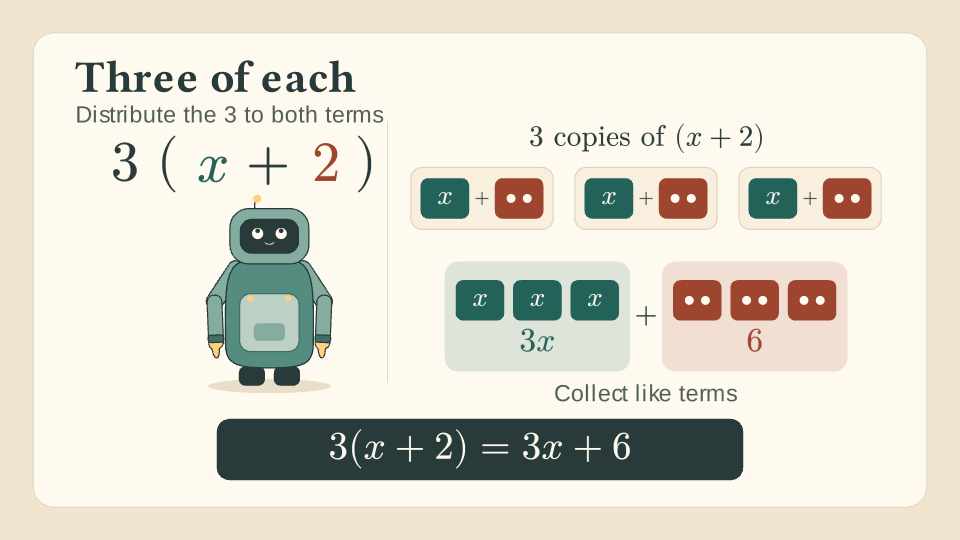 Three of each
Distribute the 3 to both terms
3 ( x + 2 )
3 copies of (x + 2)
x + x + x +
x x x
+
3x 6
Collect like terms
3(x + 2) = 3x + 6